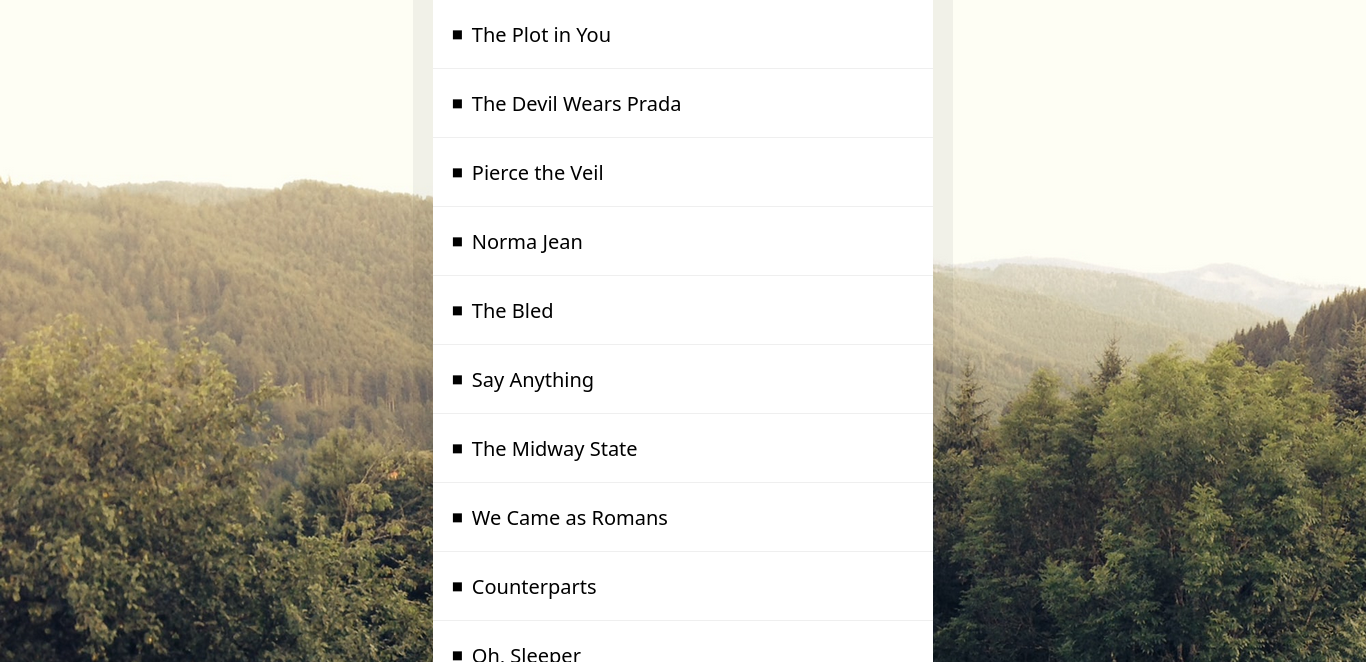 The Plot in You
The Devil Wears Prada
Pierce the Veil
Norma Jean
The Bled
Say Anything
The Midway State
We Came as Romans
Counterparts
Oh, Sleeper